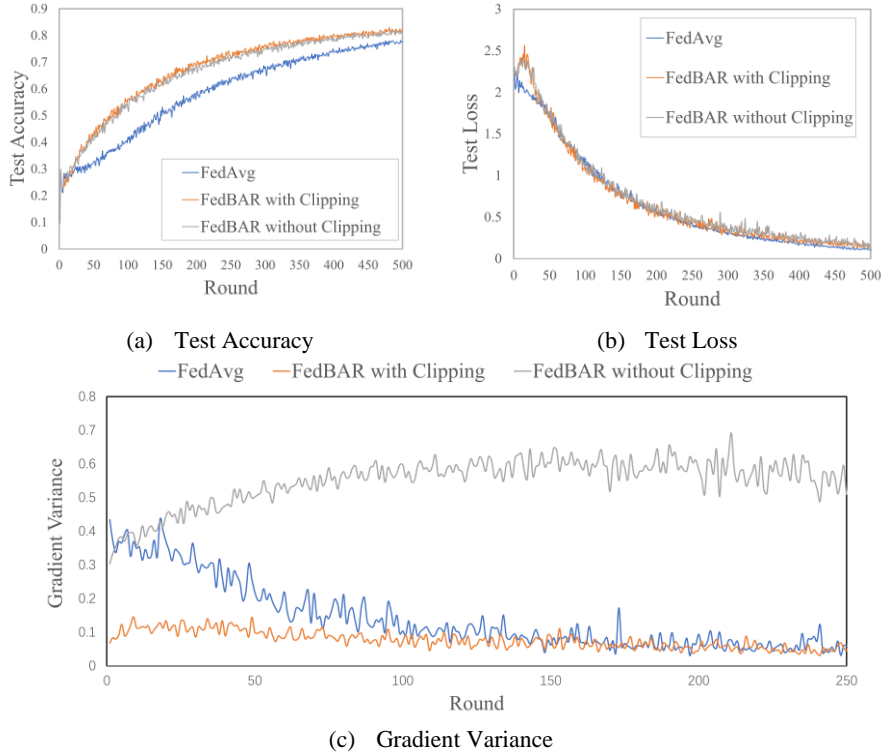 0.9
0.8
0.7
0.6
0.5
0.4
0.3
0.2
0.1
0
Test Accuracy
FedAvg
FedBAR with Clipping
FedBAR without Clipping
0 50 100 150 200 250 300 350 400 450 500
Round
(a) Test Accuracy
3
2.5
2
1.5
1
0.5
0
Test Loss
FedAvg
FedBAR with Clipping
FedBAR without Clipping
0 50 100 150 200 250 300 350 400 450 500
Round
(b) Test Loss
FedAvg FedBAR with Clipping FedBAR without Clipping
0.8
0.7
0.6
0.5
0.4
0.3
0.2
0.1
0
Gradient Variance
0 50 100 150 200 250
Round
(c) Gradient Variance